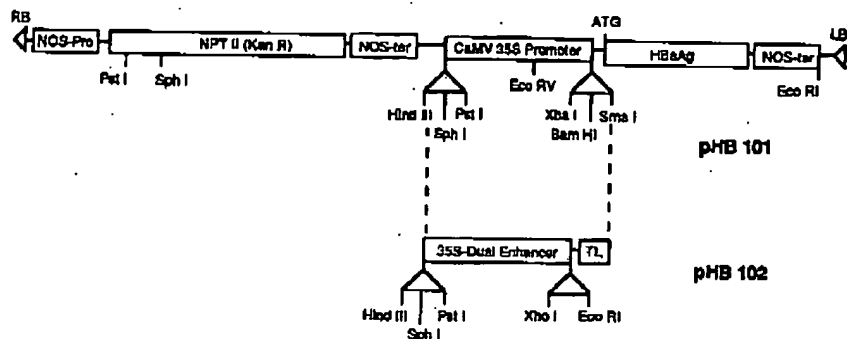 RB ATG LB
NOS-Pro NPT II (Kan R) NOS-ter CaMV 35S Promoter HBsAg NOS-ter
Pst I Sph I Eco RV Eco RI
Hind III Pst I Xba I Sma I
Sph I Bam HI
pHB 101
35S-Dual Enhancer TL
pHB 102
Hind III Pst I Xho I Eco RI
Sph I